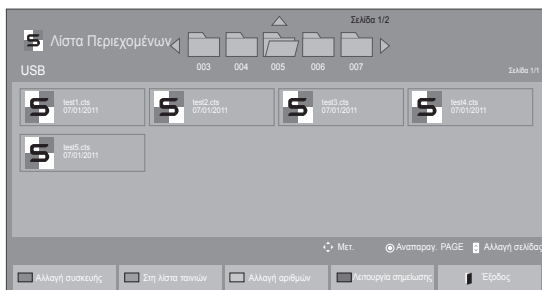 Σελίδα 1/2
Λίστα Περιεχομένων
003 004 005 006 007
USB
Σελίδα 1/1
test1.cts
07/01/2011
test2.cts
07/01/2011
test3.cts
07/01/2011
test4.cts
07/01/2011
test5.cts
07/01/2011
Μετ. Αναπαραγ. PAGE Αλλαγή σελίδας
Αλλαγή συσκευής Στη λίστα ταινιών Αλλαγή αριθμών Λειτουργία σημείωσης Έξοδος